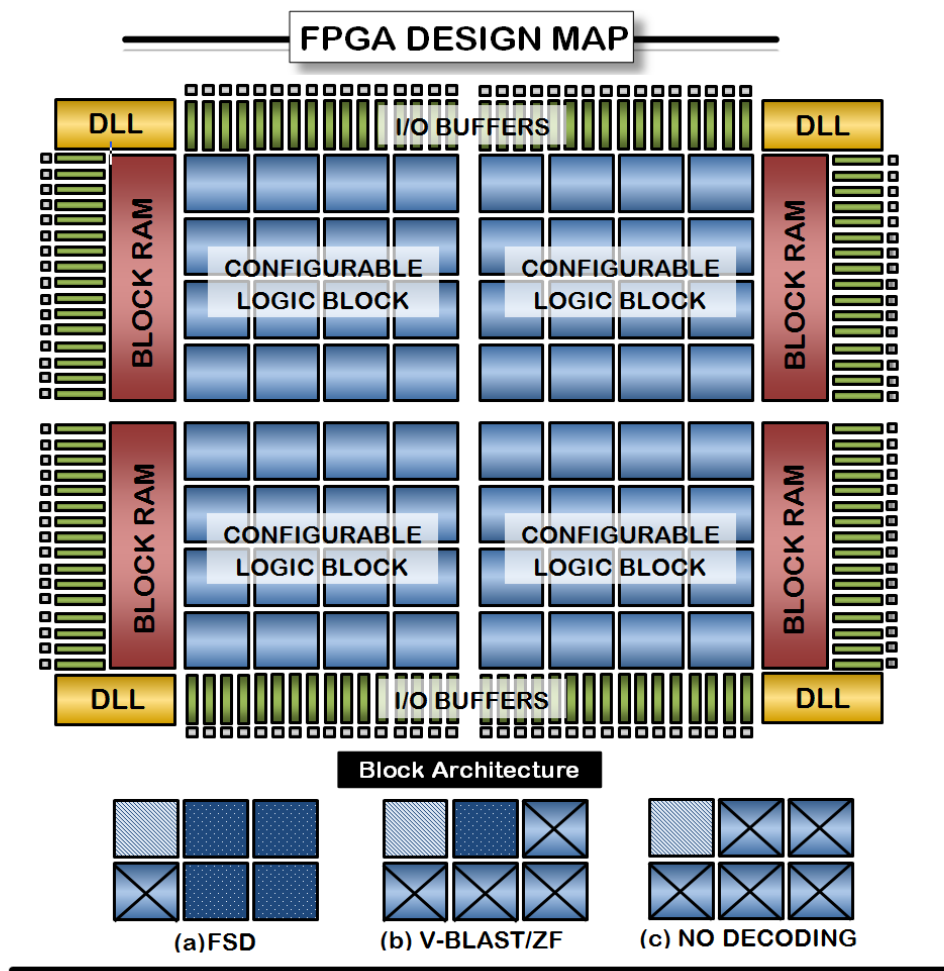 FPGA DESIGN MAP
DLL
I/O BUFFERS
DLL
BLOCK RAM
CONFIGURABLE
LOGIC BLOCK
CONFIGURABLE
LOGIC BLOCK
BLOCK RAM
BLOCK RAM
CONFIGURABLE
LOGIC BLOCK
CONFIGURABLE
LOGIC BLOCK
BLOCK RAM
DLL
I/O BUFFERS
DLL
Block Architecture
(a)FSD
(b) V-BLAST/ZF
(c) NO DECODING